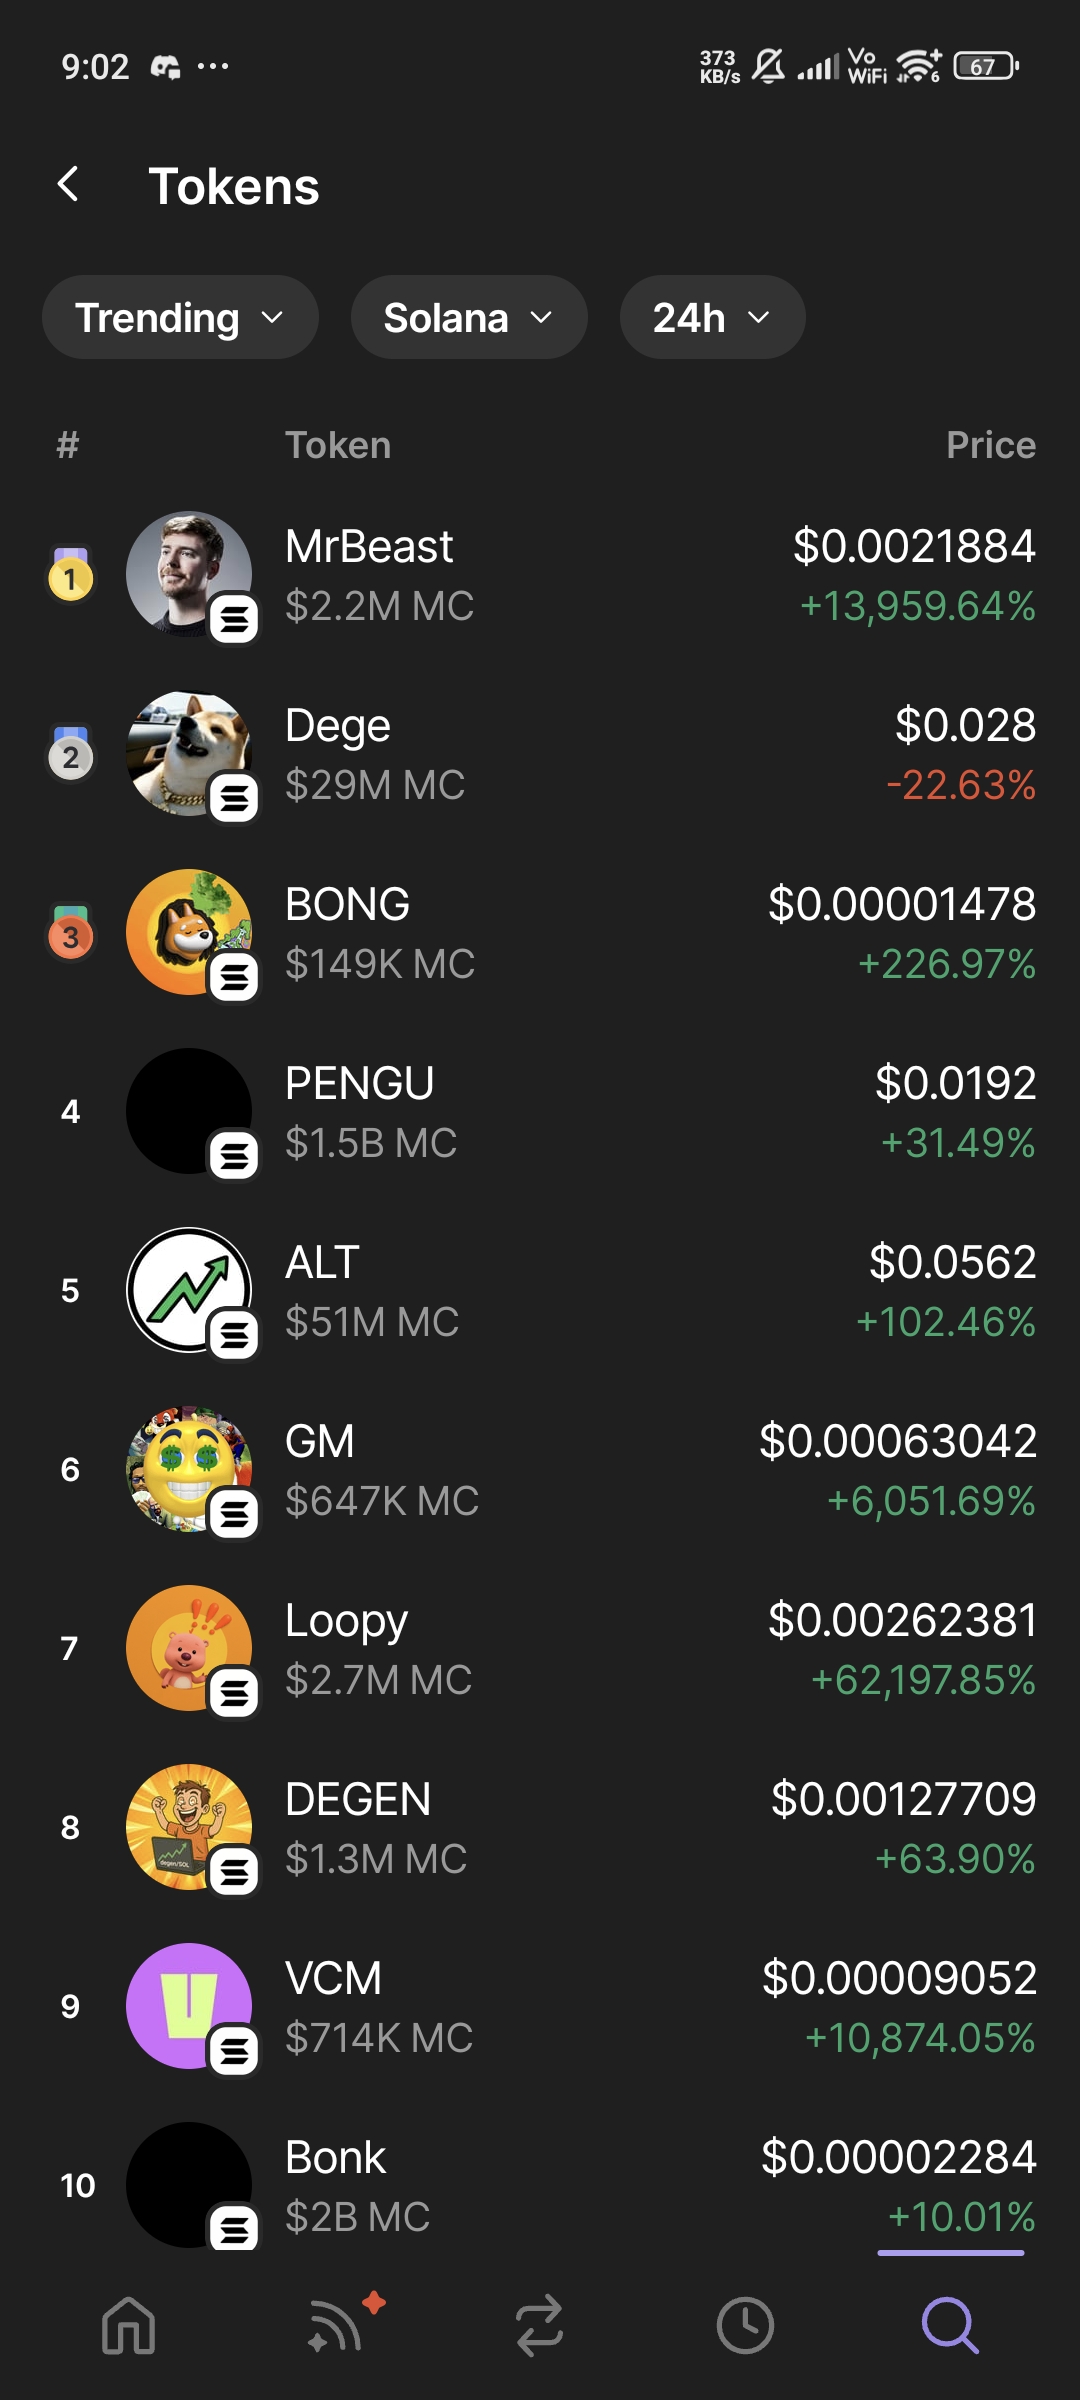 9:02 ... 373 KB/s Vo WiFi 6 67
Tokens
Trending Solana 24h
# Token Price
1 MrBeast $0.0021884
$2.2M MC +13,959.64%
2 Dege $0.028
$29M MC -22.63%
3 BONG $0.00001478
$149K MC +226.97%
4 PENGU $0.0192
$1.5B MC +31.49%
5 ALT $0.0562
$51M MC +102.46%
6 GM $0.00063042
$647K MC +6,051.69%
7 Loopy $0.00262381
$2.7M MC +62,197.85%
8 DEGEN $0.00127709
degen/SOL
$1.3M MC +63.90%
9 VCM $0.00009052
$714K MC +10,874.05%
10 Bonk $0.00002284
$2B MC +10.01%